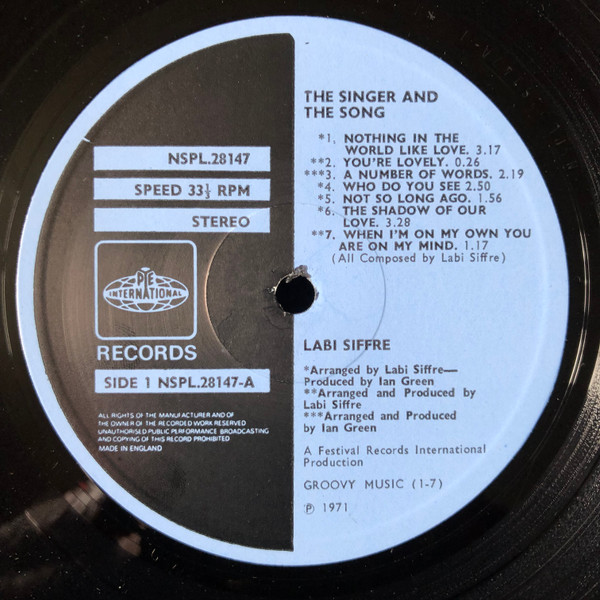 NSPL.28147
SPEED 33⅓ RPM
STEREO
PYE
INTERNATIONAL
RECORDS
SIDE 1 NSPL.28147-A
ALL RIGHTS OF THE MANUFACTURER AND OF
THE OWNER OF THE RECORDED WORK RESERVED
UNAUTHORISED PUBLIC PERFORMANCE BROADCASTING
AND COPYING OF THIS RECORD PROHIBITED
MADE IN ENGLAND
THE SINGER AND
THE SONG
*1. NOTHING IN THE
WORLD LIKE LOVE. 3.17
**2. YOU'RE LOVELY. 0.26
***3. A NUMBER OF WORDS. 2.19
*4. WHO DO YOU SEE 2.50
*5. NOT SO LONG AGO. 1.56
*6. THE SHADOW OF OUR
LOVE. 3.28
**7. WHEN I'M ON MY OWN YOU
ARE ON MY MIND. 1.17
(All Composed by Labi Siffre)
LABI SIFFRE
*Arranged by Labi Siffre—
Produced by Ian Green
**Arranged and Produced by
Labi Siffre
***Arranged and Produced
by Ian Green
A Festival Records International
Production
GROOVY MUSIC (1-7)
℗ 1971